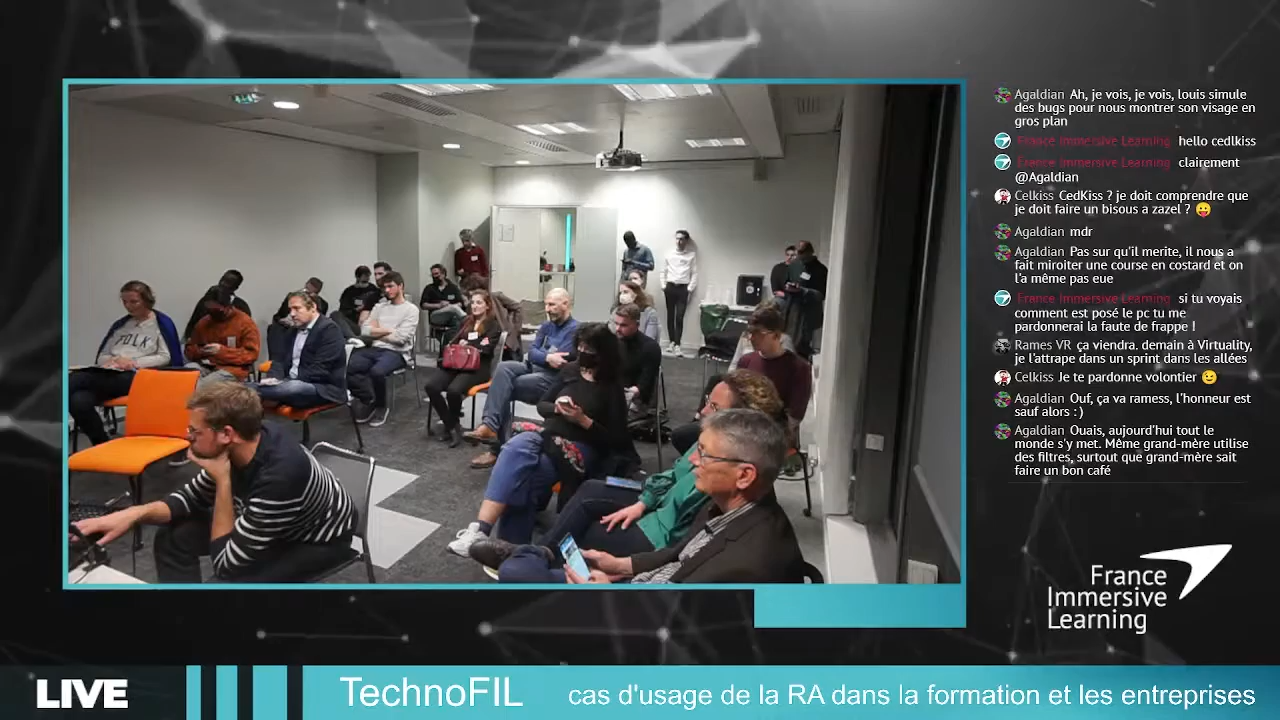 Agaldian Ah, je vois, je vois, louis simule
des bugs pour nous montrer son visage en
gros plan
France Immersive Learning hello cedlkiss
France Immersive Learning clairement
@Agaldian
Celkiss CedKiss ? je doit comprendre que
je doit faire un bisous a zazel ? 😛
Agaldian mdr
Agaldian Pas sur qu'il merite, il nous a
fait miroiter une course en costard et on
l'a même pas eue
France Immersive Learning si tu voyais
comment est posé le pc tu me
pardonnerai la faute de frappe !
Rames VR ça viendra. demain à Virtuality,
je l'attrape dans un sprint dans les allées
Celkiss Je te pardonne volontier 😉
Agaldian Ouf, ça va ramess, l'honneur est
sauf alors :)
Agaldian Ouais, aujourd'hui tout le
monde s'y met. Même grand-mère utilise
des filtres, surtout que grand-mère sait
faire un bon café
FOLK
France
Immersive
Learning
LIVE
TechnoFIL
cas d'usage de la RA dans la formation et les entreprises